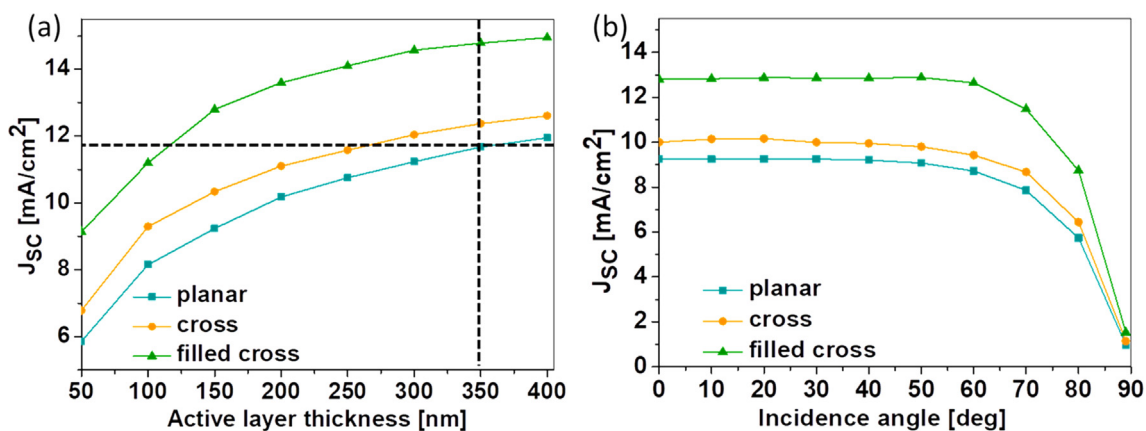 (a)
J_SC [mA/cm²]
14
12
10
8
6
planar
cross
filled cross
50 100 150 200 250 300 350 400
Active layer thickness [nm]
(b)
J_SC [mA/cm²]
14
12
10
8
6
4
2
0
planar
cross
filled cross
0 10 20 30 40 50 60 70 80 90
Incidence angle [deg]